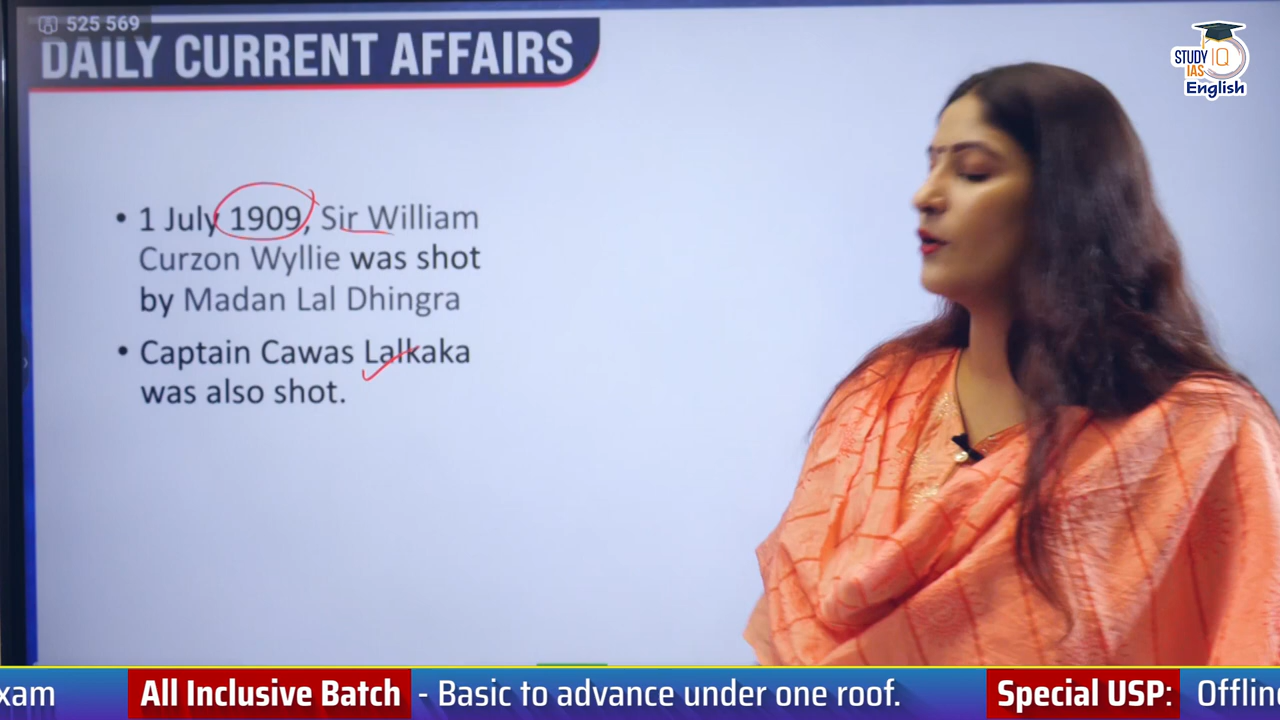 525 569
DAILY CURRENT AFFAIRS
STUDY IQ
IAS
English
• 1 July 1909, Sir William
Curzon Wyllie was shot
by Madan Lal Dhingra
• Captain Cawas Lalkaka
was also shot.
xam All Inclusive Batch - Basic to advance under one roof. Special USP: Offlin